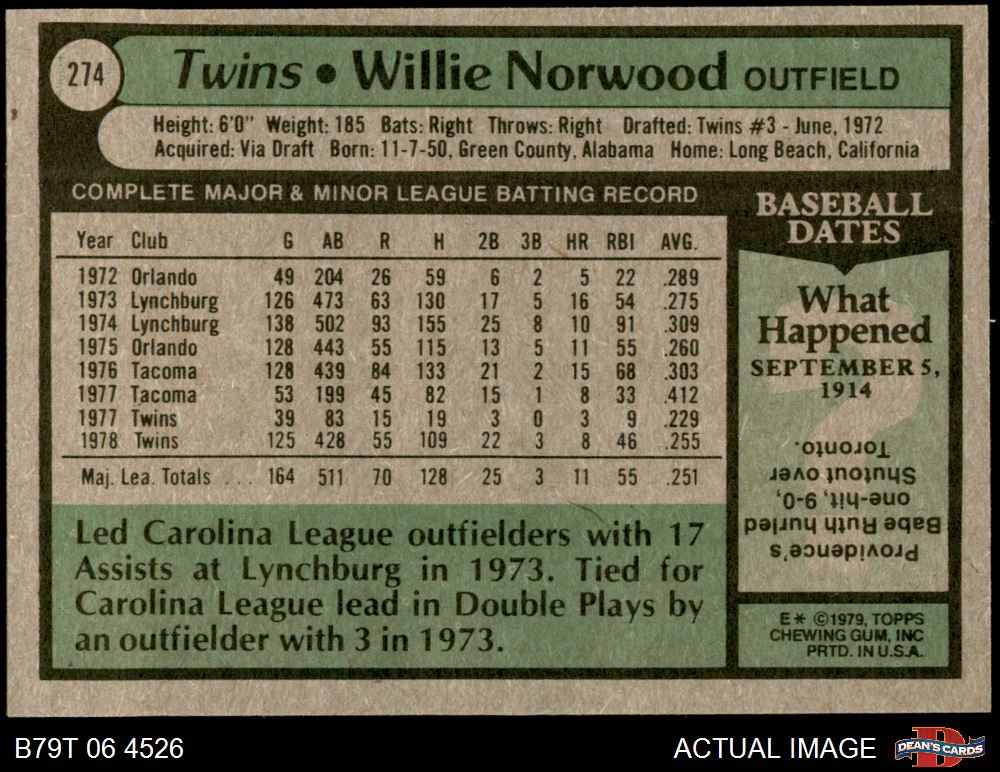 274
Twins • Willie Norwood OUTFIELD
Height: 6'0" Weight: 185 Bats: Right Throws: Right Drafted: Twins #3 - June, 1972
Acquired: Via Draft Born: 11-7-50, Green County, Alabama Home: Long Beach, California
COMPLETE MAJOR & MINOR LEAGUE BATTING RECORD
Year Club G AB R H 2B 3B HR RBI AVG.
1972 Orlando 49 204 26 59 6 2 5 22 .289
1973 Lynchburg 126 473 63 130 17 5 16 54 .275
1974 Lynchburg 138 502 93 155 25 8 10 91 .309
1975 Orlando 128 443 55 115 13 5 11 55 .260
1976 Tacoma 128 439 84 133 21 2 15 68 .303
1977 Tacoma 53 199 45 82 15 1 8 33 .412
1977 Twins 39 83 15 19 3 0 3 9 .229
1978 Twins 125 428 55 109 22 3 8 46 .255
Maj. Lea. Totals ... 164 511 70 128 25 3 11 55 .251
Led Carolina League outfielders with 17
Assists at Lynchburg in 1973. Tied for
Carolina League lead in Double Plays by
an outfielder with 3 in 1973.
BASEBALL
DATES
What
Happened
SEPTEMBER 5,
1914
Providence's
Babe Ruth hurled
one-hit, 9-0,
Shutout over
Toronto.
E* ©1979, TOPPS
CHEWING GUM, INC
PRTD. IN U.S.A.
B79T 06 4526
ACTUAL IMAGE
D
DEAN'S CARDS